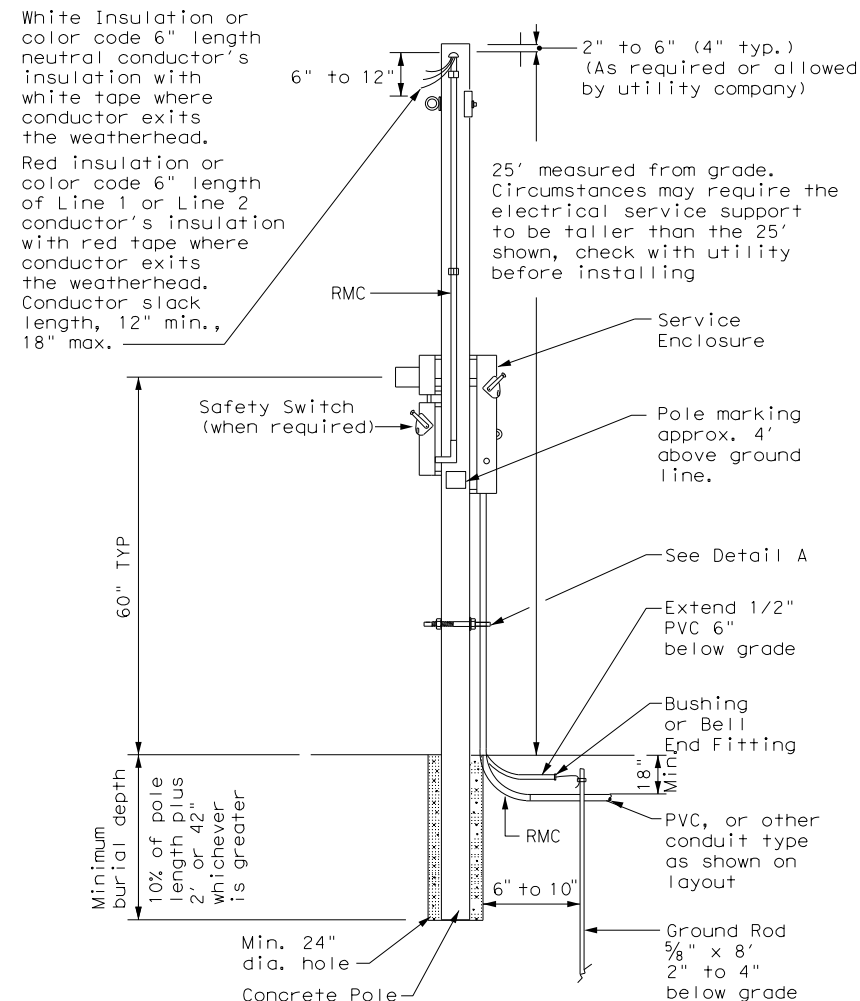 White Insulation or
color code 6" length
neutral conductor's
insulation with
white tape where
conductor exits
the weatherhead.
Red insulation or
color code 6" length
of Line 1 or Line 2
conductor's insulation
with red tape where
conductor exits
the weatherhead.
Conductor slack
length, 12" min.,
18" max.
6" to 12"
2" to 6" (4" typ.)
(As required or allowed
by utility company)
25' measured from grade.
Circumstances may require the
electrical service support
to be taller than the 25'
shown, check with utility
before installing
RMC
Service
Enclosure
Safety Switch
(when required)
Pole marking
approx. 4'
above ground
line.
60" TYP
See Detail A
Extend 1/2"
PVC 6"
below grade
Bushing
or Bell
End Fitting
18"
Min.
Minimum
burial depth
10% of pole
length plus
2' or 42"
whichever
is greater
RMC
PVC, or other
conduit type
as shown on
layout
6" to 10"
Min. 24"
dia. hole
Concrete Pole
Ground Rod
⅝" x 8'
2" to 4"
below grade